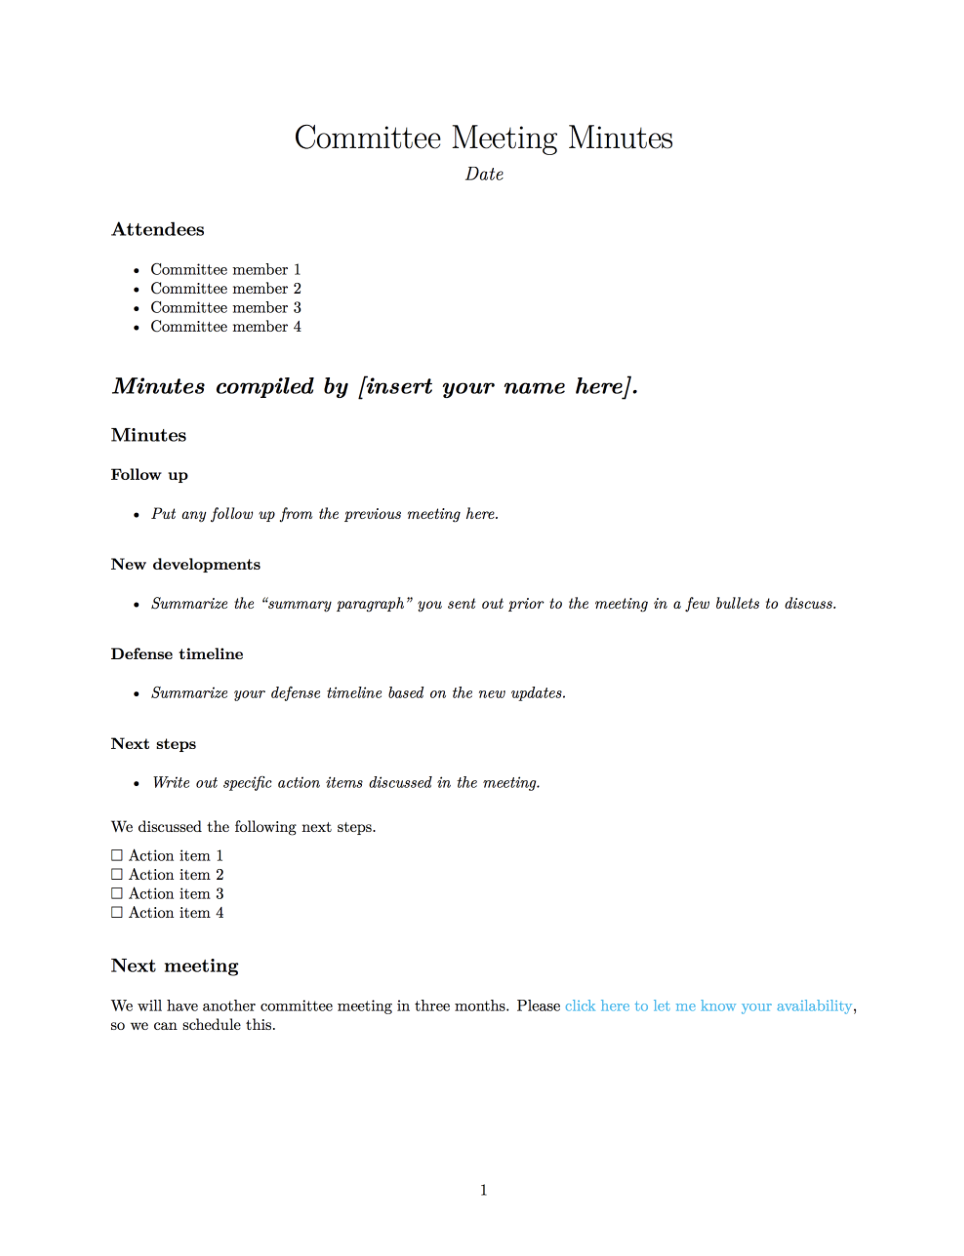 Committee Meeting Minutes
Date
Attendees
• Committee member 1
• Committee member 2
• Committee member 3
• Committee member 4
Minutes compiled by [insert your name here].
Minutes
Follow up
• Put any follow up from the previous meeting here.
New developments
• Summarize the “summary paragraph” you sent out prior to the meeting in a few bullets to discuss.
Defense timeline
• Summarize your defense timeline based on the new updates.
Next steps
• Write out specific action items discussed in the meeting.
We discussed the following next steps.
☐ Action item 1
☐ Action item 2
☐ Action item 3
☐ Action item 4
Next meeting
We will have another committee meeting in three months. Please click here to let me know your availability,
so we can schedule this.
1